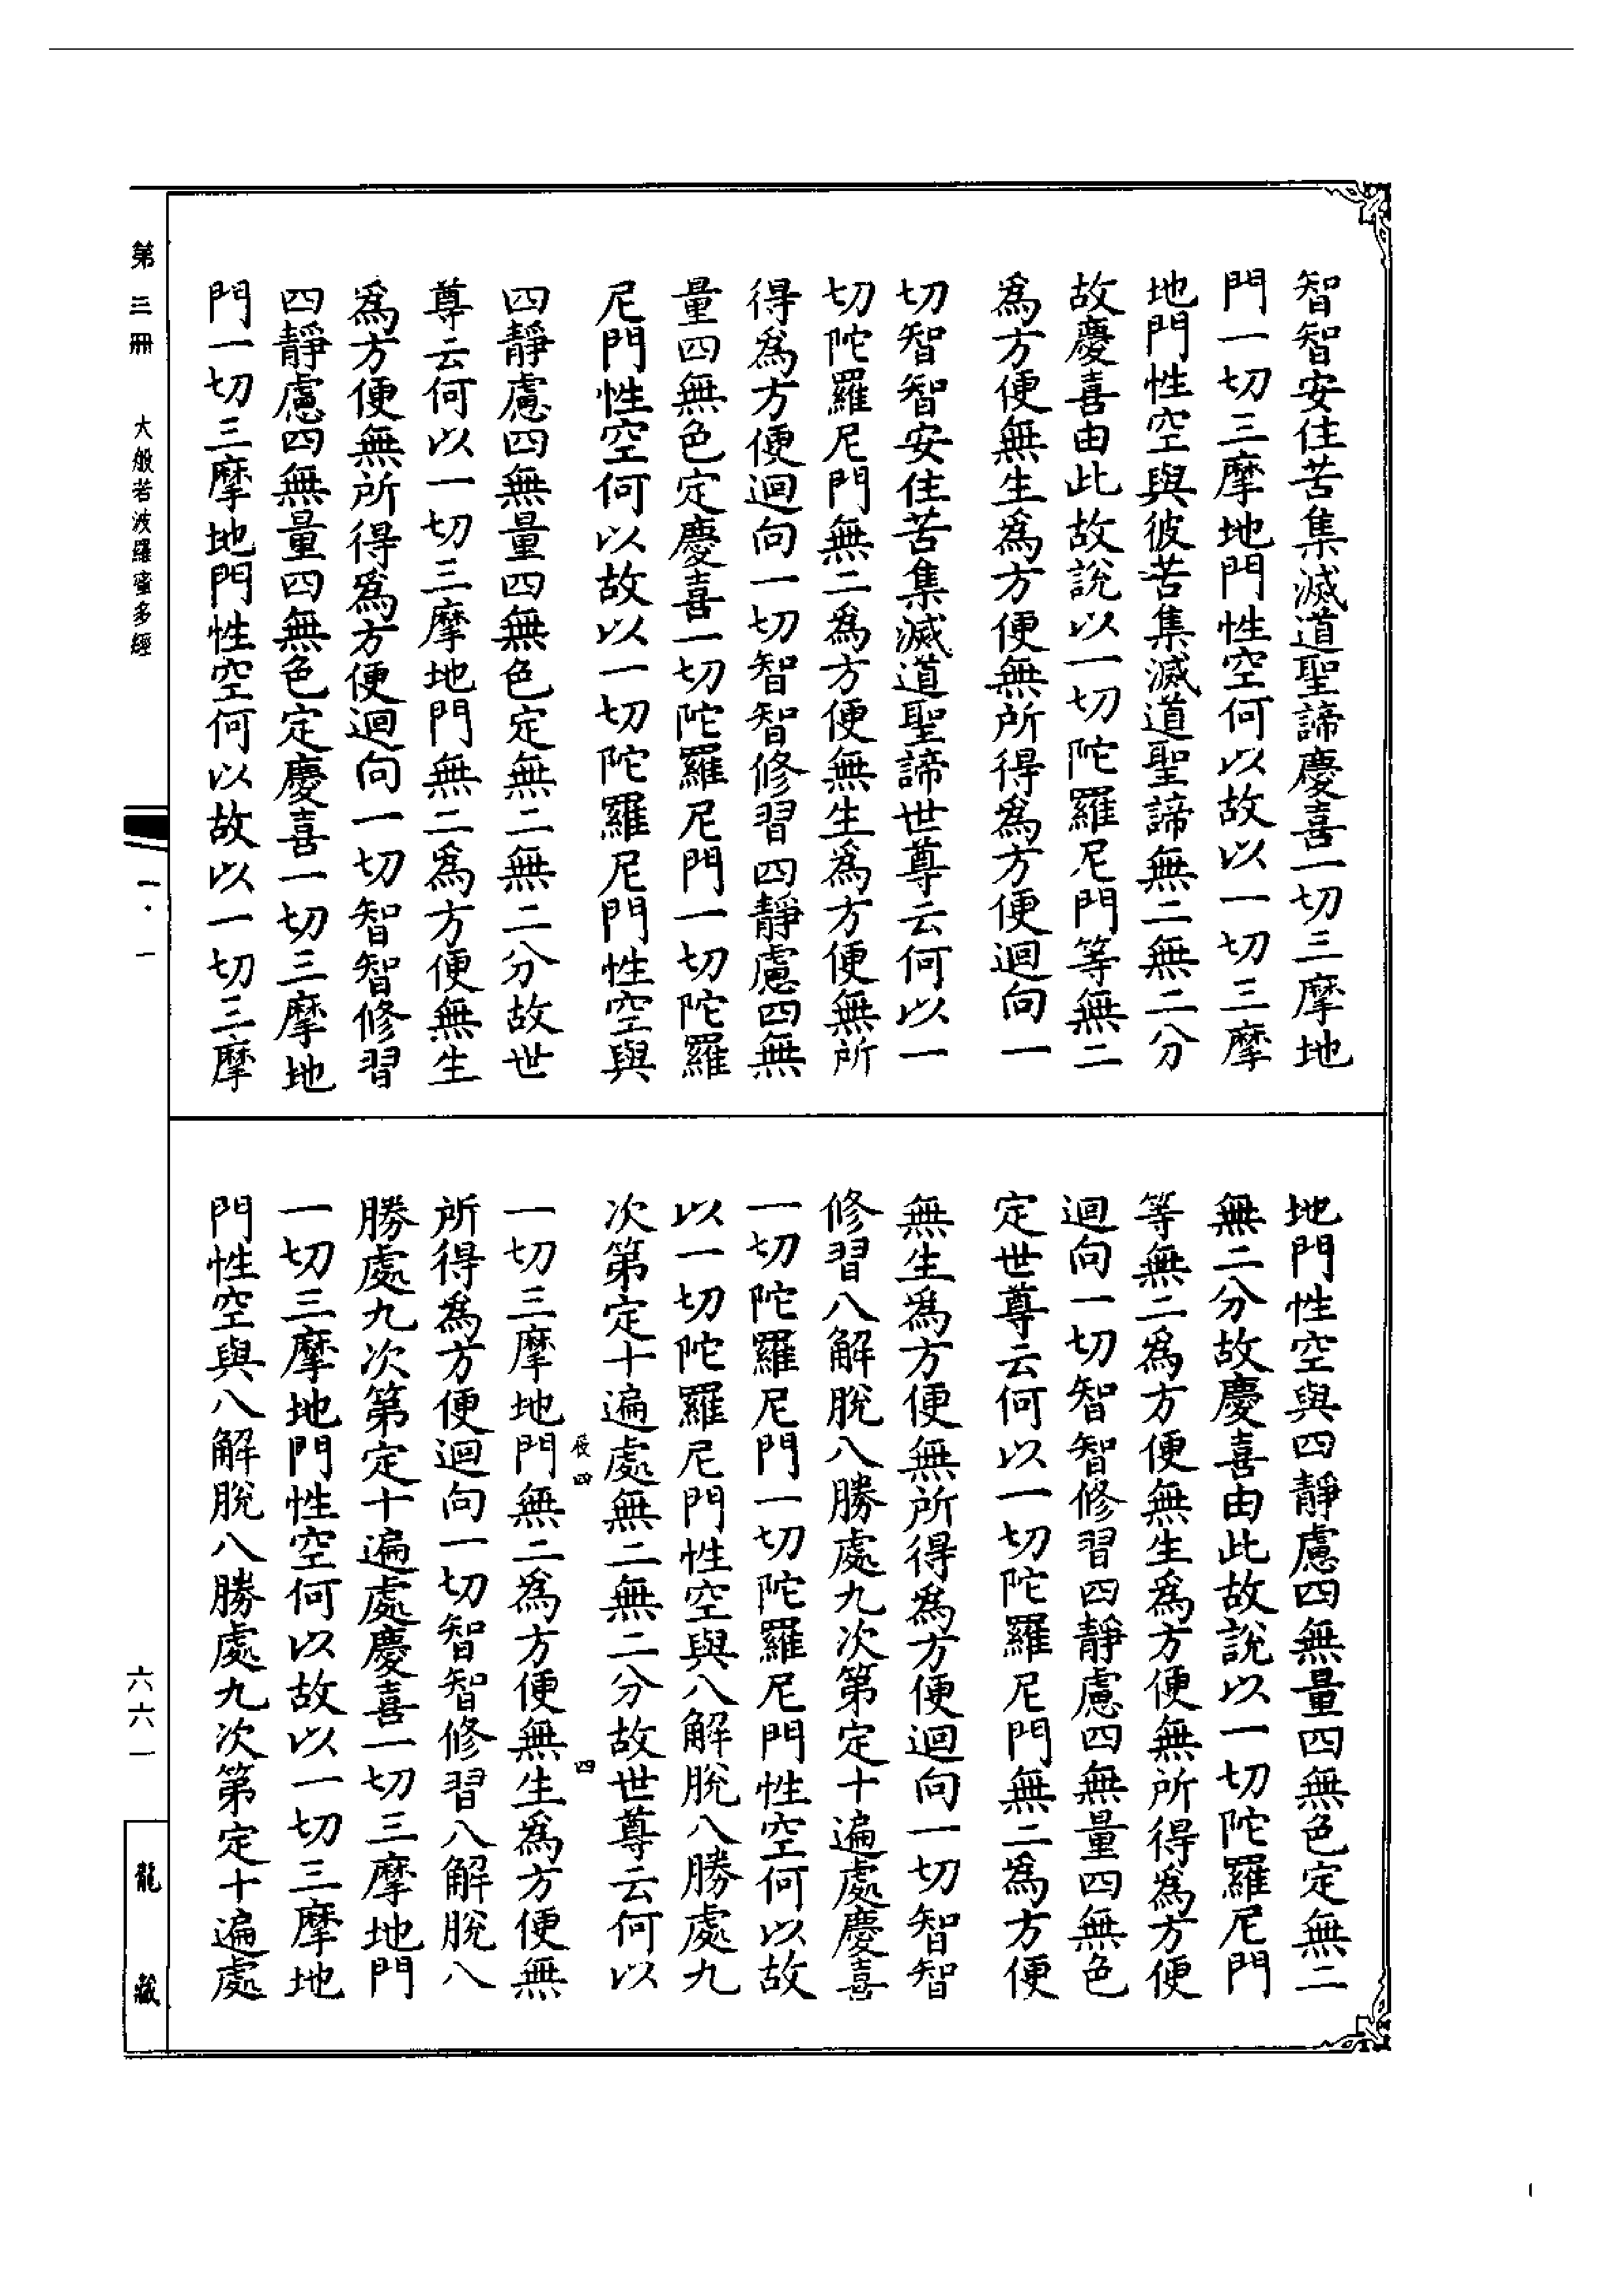 智智安住苦集滅道聖諦慶喜一切三摩地
門一切三摩地門性空何以故以一切三摩
地門性空與彼苦集滅道聖諦無二無二分
故慶喜由此故說以一切陀羅尼門等無二
爲方便無生爲方便無所得爲方便迴向一
切智智安住苦集滅道聖諦世尊云何以一
切陀羅尼門無二爲方便無生爲方便無所
得爲方便迴向一切智智修習四靜慮四無
量四無色定慶喜一切陀羅尼門一切陀羅
尼門性空何以故以一切陀羅尼門性空與
四靜慮四無量四無色定無二無二分故世
尊云何以一切三摩地門無二爲方便無生
爲方便無所得爲方便迴向一切智智修習
四靜慮四無量四無色定慶喜一切三摩地
門一切三摩地門性空何以故以一切三摩
地門性空與四靜慮四無量四無色定無二
無二分故慶喜由此故說以一切陀羅尼門
等無二爲方便無生爲方便無所得爲方便
迴向一切智智修習四靜慮四無量四無色
定世尊云何以一切陀羅尼門無二爲方便
無生爲方便無所得爲方便迴向一切智智
修習八解脫八勝處九次第定十遍處慶喜
一切陀羅尼門一切陀羅尼門性空何以故
以一切陀羅尼門性空與八解脫八勝處九
次第定十遍處無二無二分故世尊云何以
辰四 四
一切三摩地門無二爲方便無生爲方便無
所得爲方便迴向一切智智修習八解脫八
勝處九次第定十遍處慶喜一切三摩地門
一切三摩地門性空何以故以一切三摩地
門性空與八解脫八勝處九次第定十遍處
第三冊 大般若波羅蜜多經 一·一 六六一 龍藏